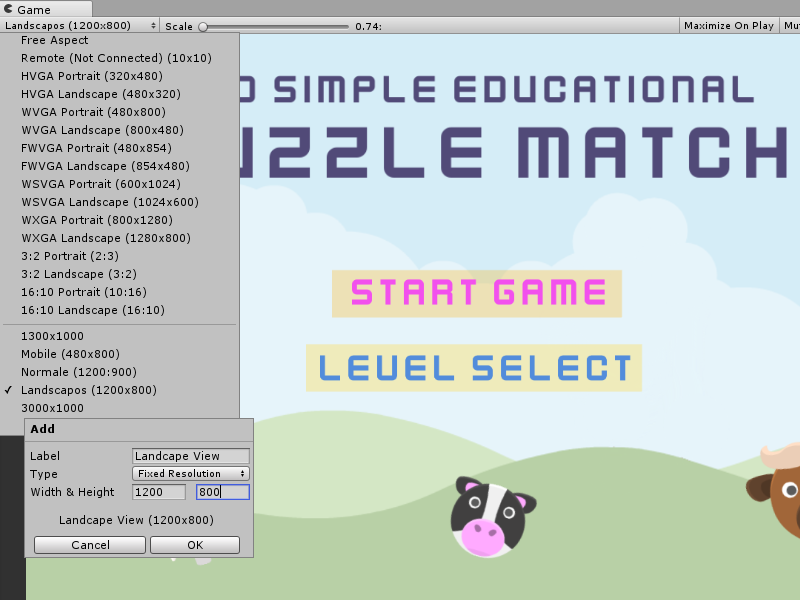 Game
Landscapos (1200x800)
Scale
0.74:
Maximize On Play
Mu
Free Aspect
Remote (Not Connected) (10x10)
HVGA Portrait (320x480)
HVGA Landscape (480x320)
WVGA Portrait (480x800)
WVGA Landscape (800x480)
FWVGA Portrait (480x854)
FWVGA Landscape (854x480)
WSVGA Portrait (600x1024)
WSVGA Landscape (1024x600)
WXGA Portrait (800x1280)
WXGA Landscape (1280x800)
3:2 Portrait (2:3)
3:2 Landscape (3:2)
16:10 Portrait (10:16)
16:10 Landscape (16:10)
1300x1000
Mobile (480x800)
Normale (1200:900)
Landscapos (1200x800)
3000x1000
Add
Label Landcape View
Type Fixed Resolution
Width & Height 1200 800
Landcape View (1200x800)
Cancel OK
D SIMPLE EDUCATIONAL
UZZLE MATCH
START GAME
LEVEL SELECT